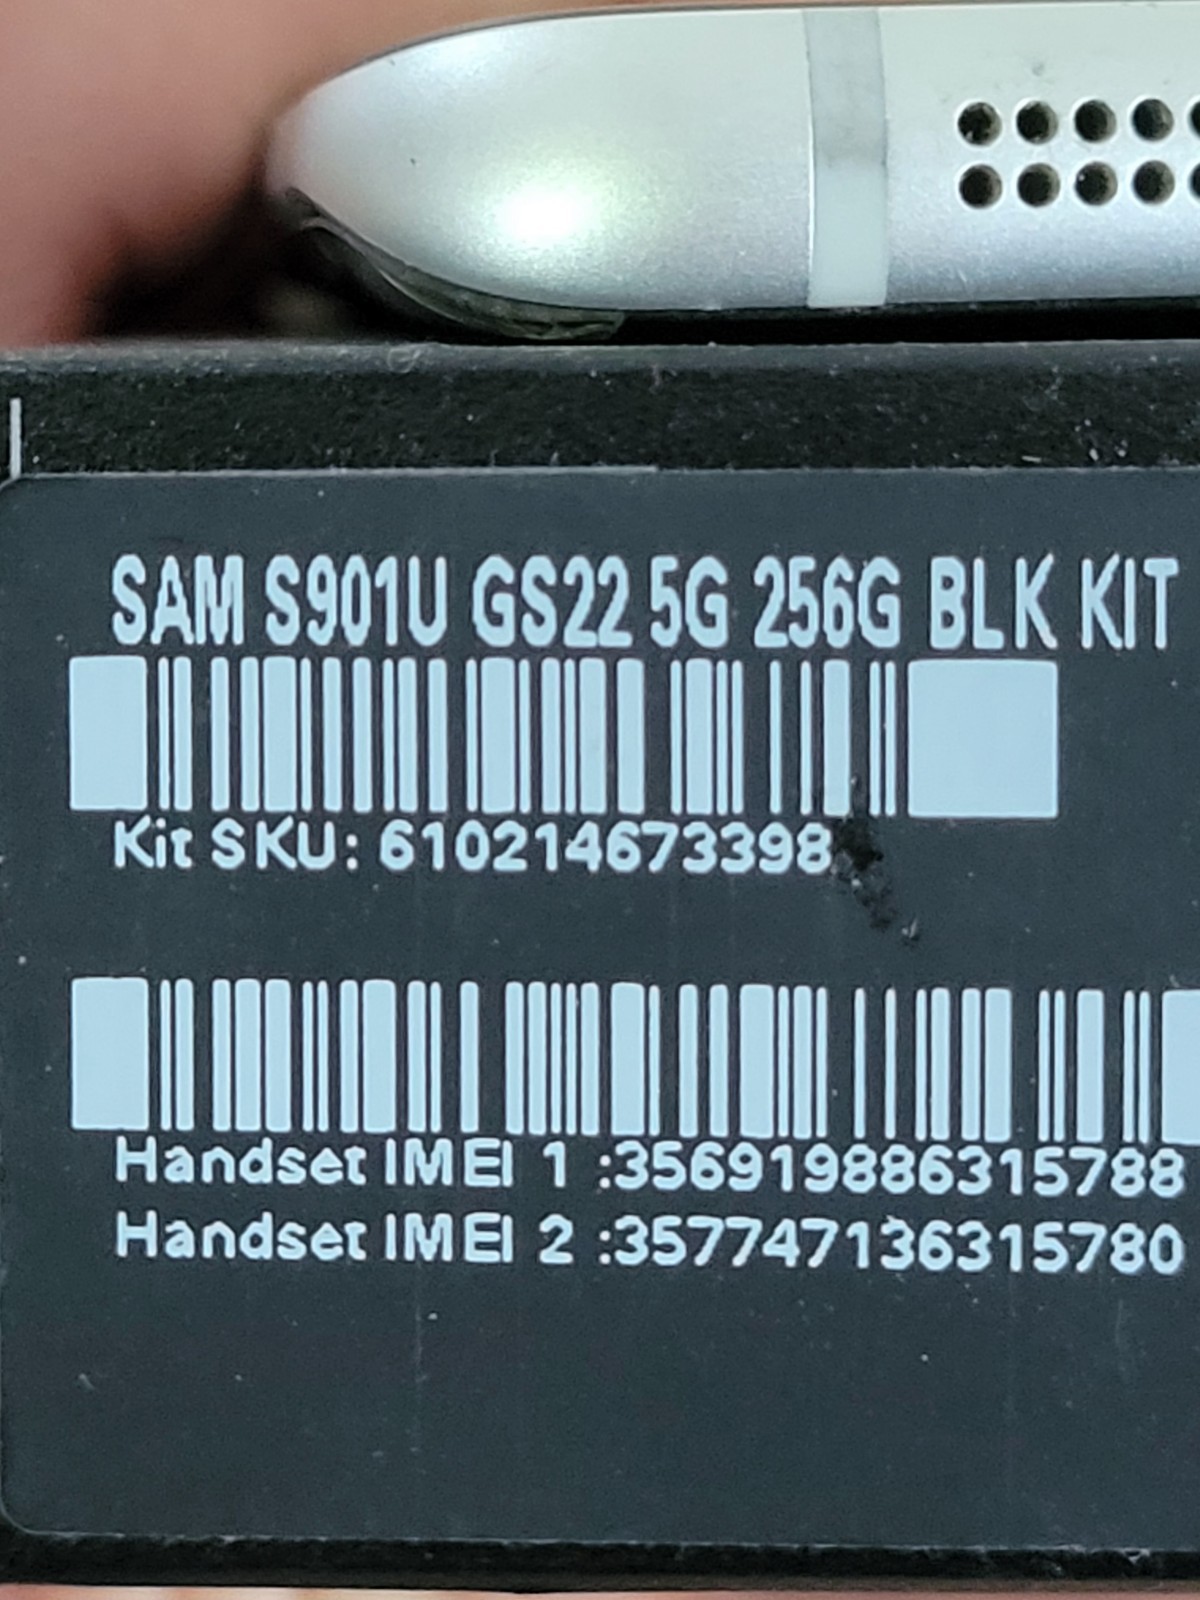 SAM S901U GS22 5G 256G BLK KIT
Kit SKU: 610214673398
Handset IMEI 1 :356919886315788
Handset IMEI 2 :357747136315780